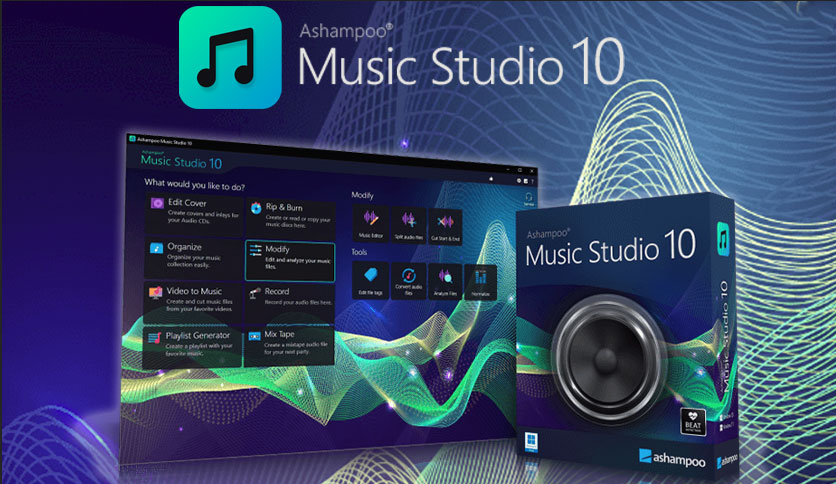 Ashampoo®
Music Studio 10
Ashampoo Music Studio 10
Ashampoo®
Music Studio 10
What would you like to do?
Edit Cover
Create covers and inlays for
your Audio CDs.
Rip & Burn
Create or read or copy your
music discs here.
Organize
Organize your music
collection easily.
Modify
Edit and analyze your music
files.
Video to Music
Create and cut music files
from your favorite videos.
Record
Record your audio files here.
Playlist Generator
Create a playlist with your
favorite music.
Mix Tape
Create a mixtape audio file
for your next party.
Modify
Music Editor
Split audio files
Cut Start & End
Tools
Edit file tags
Convert audio
files
Analyze Files
Normalize
Ashampoo®
Music Studio 10
BEAT
ashampoo
Music Studio 10
ashampoo